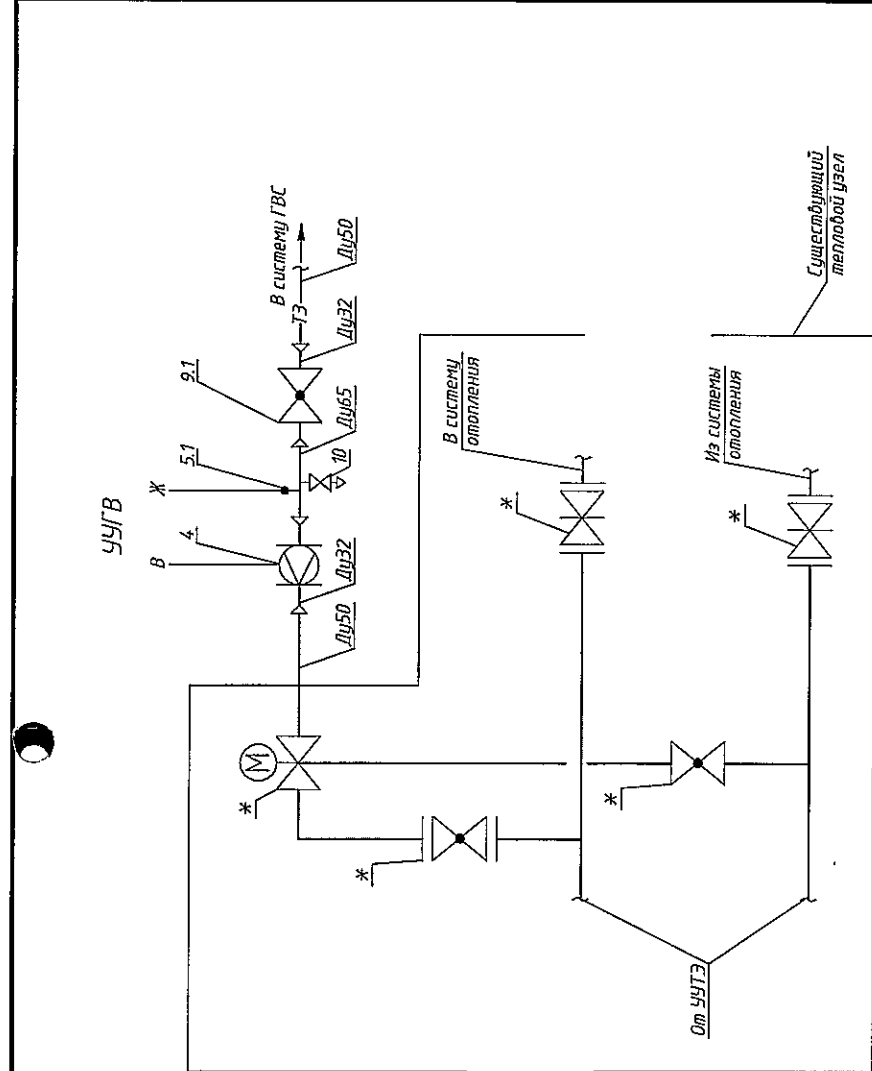 УУГВ
В
Ж
4
5.1
9.1
В систему ГВС
Т3
Ду50
Ду32
Ду65
10
Ду32
Ду50
М
*
*
*
*
*
В систему
отопления
Из системы
отопления
Существующий
тепловой узел
От УУТЭ